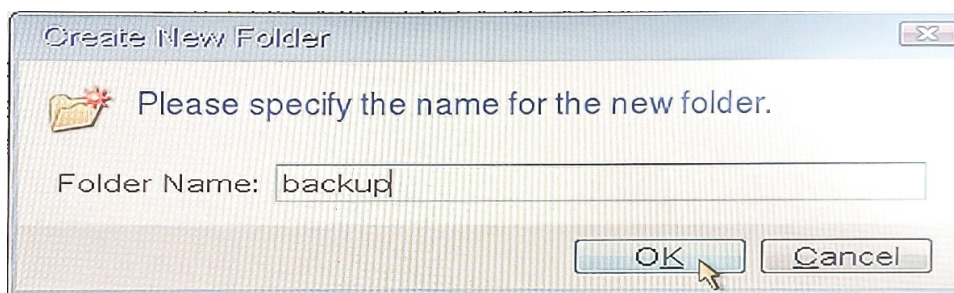 Create New Folder
Please specify the name for the new folder.
Folder Name: backup
OK Cancel